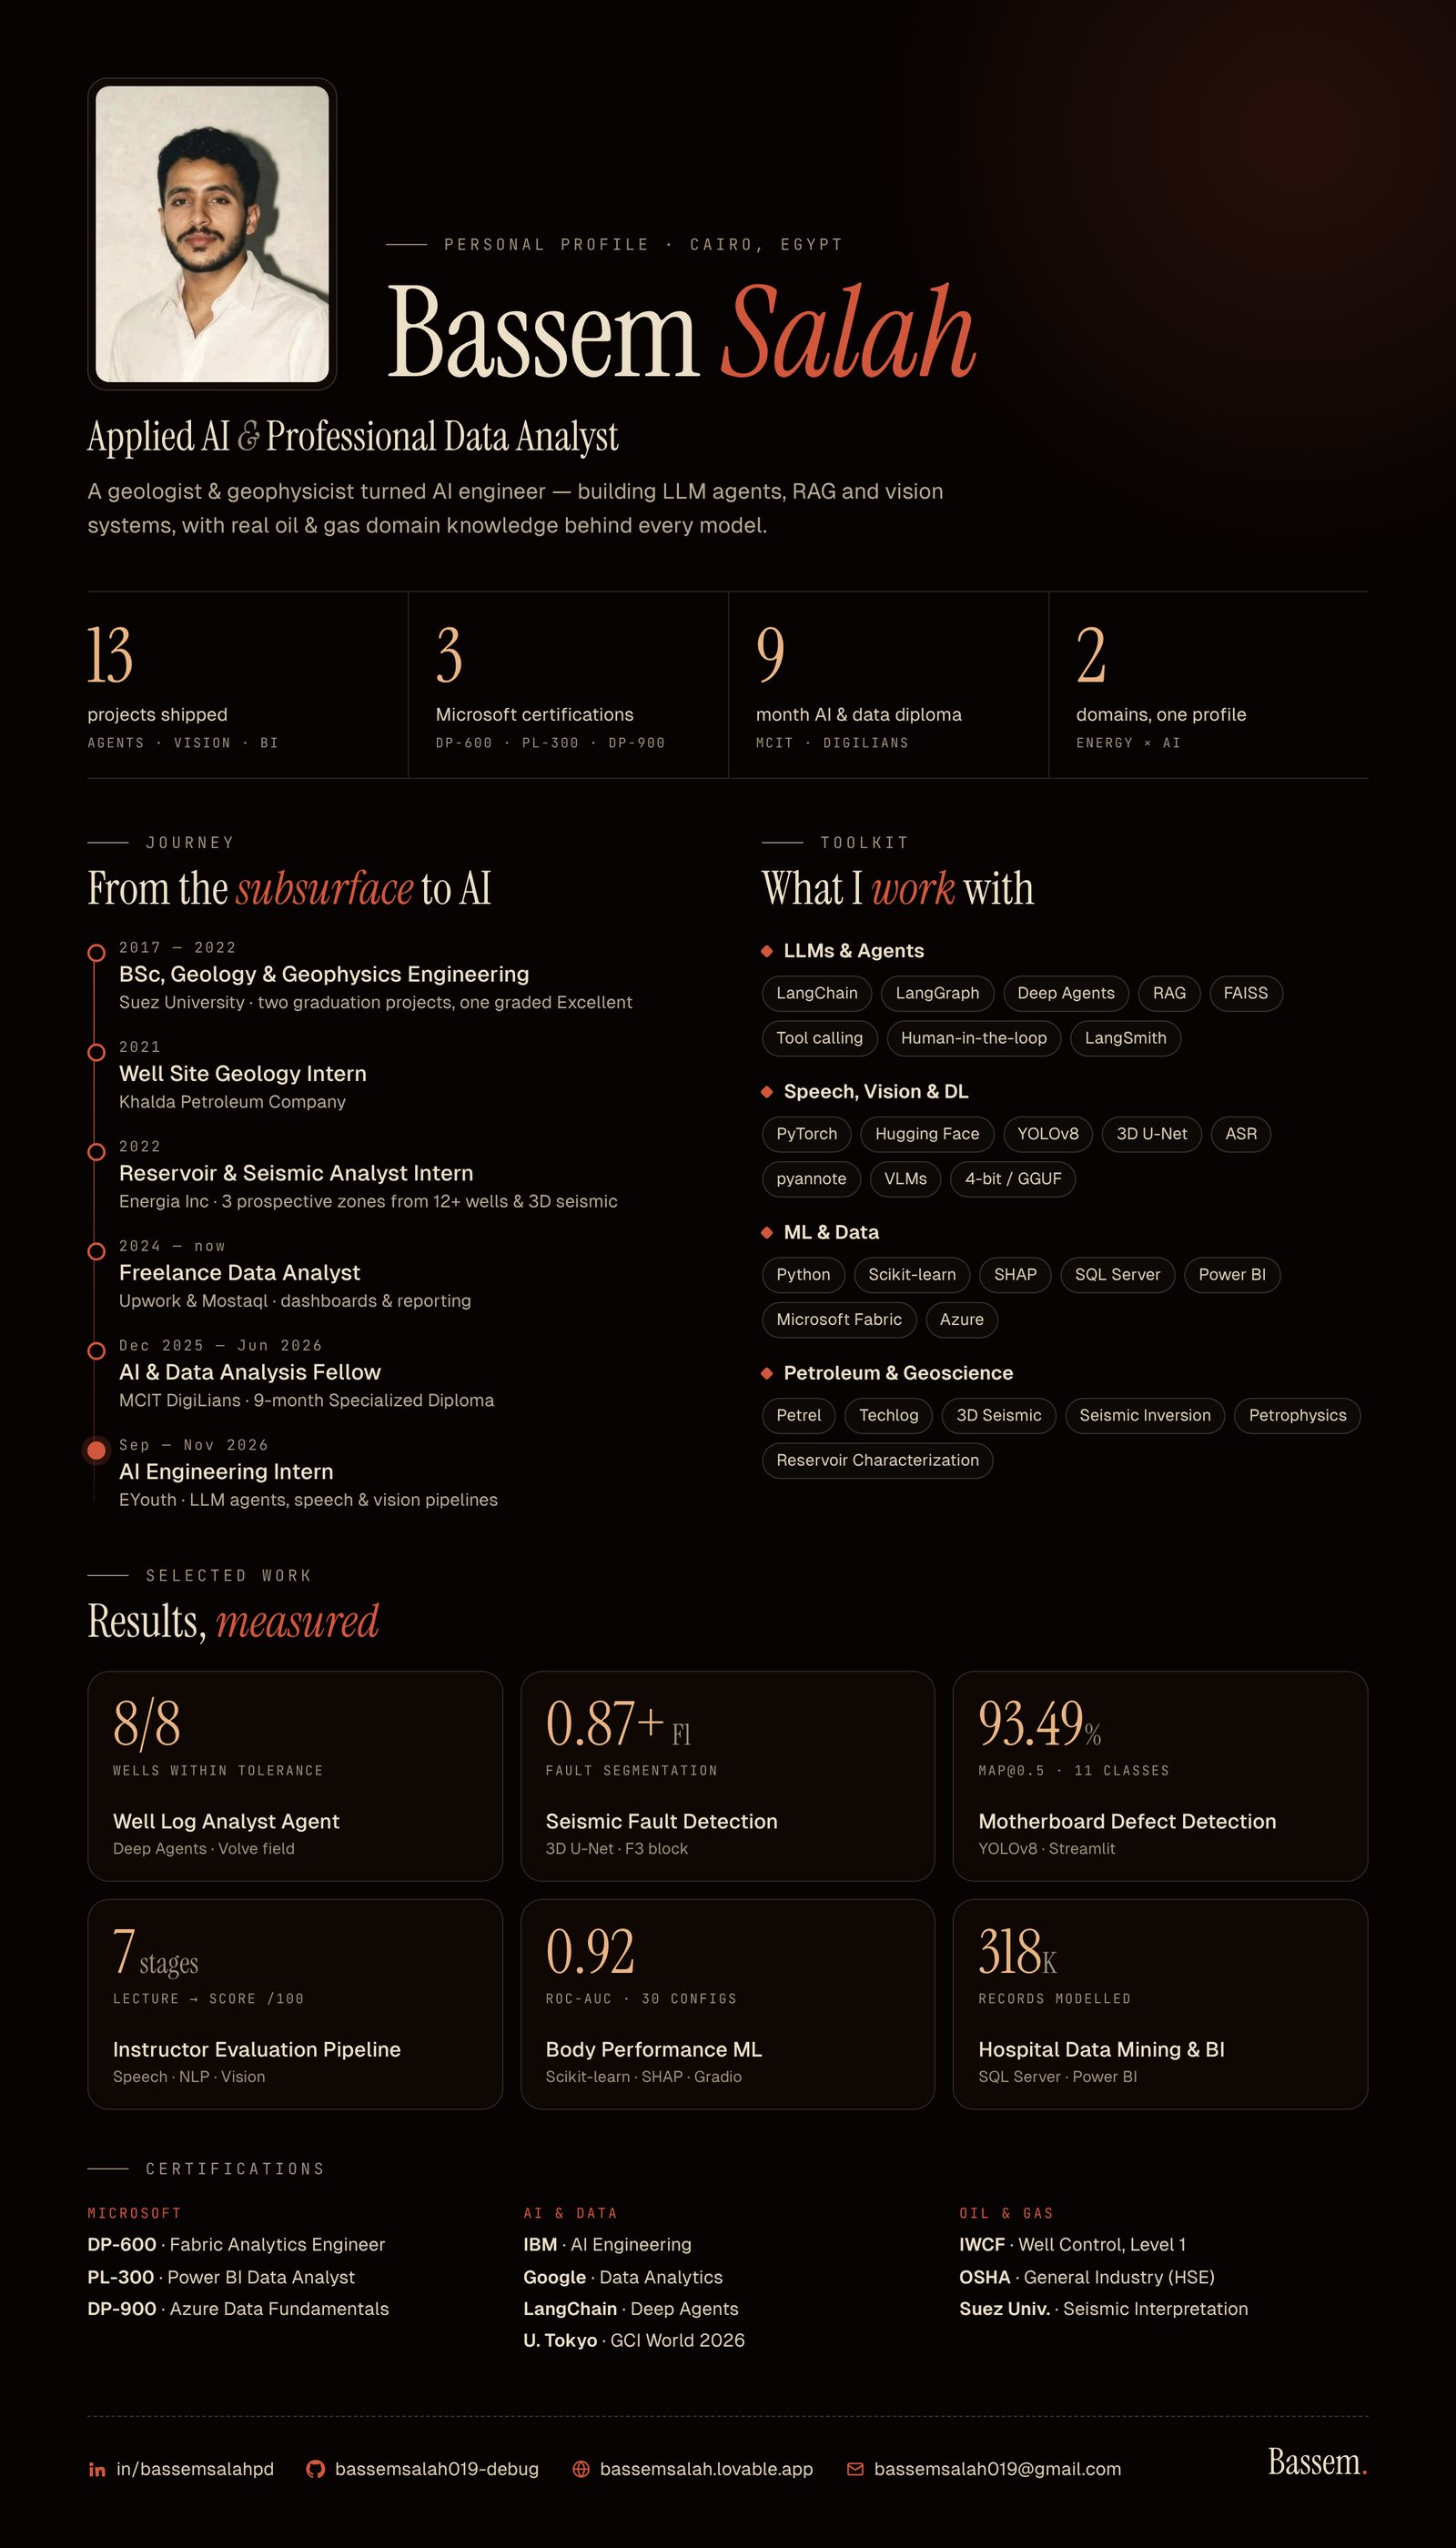 PERSONAL PROFILE · CAIRO, EGYPT
Bassem Salah
Applied AI & Professional Data Analyst
A geologist & geophysicist turned AI engineer — building LLM agents, RAG and vision
systems, with real oil & gas domain knowledge behind every model.
13
projects shipped
AGENTS · VISION · BI
3
Microsoft certifications
DP-600 · PL-300 · DP-900
9
month AI & data diploma
MCIT · DIGILIANS
2
domains, one profile
ENERGY × AI
JOURNEY
From the subsurface to AI
2017 — 2022
BSc, Geology & Geophysics Engineering
Suez University · two graduation projects, one graded Excellent
2021
Well Site Geology Intern
Khalda Petroleum Company
2022
Reservoir & Seismic Analyst Intern
Energia Inc · 3 prospective zones from 12+ wells & 3D seismic
2024 — now
Freelance Data Analyst
Upwork & Mostaql · dashboards & reporting
Dec 2025 — Jun 2026
AI & Data Analysis Fellow
MCIT DigiLians · 9-month Specialized Diploma
Sep — Nov 2026
AI Engineering Intern
EYouth · LLM agents, speech & vision pipelines
TOOLKIT
What I work with
LLMs & Agents
LangChain LangGraph Deep Agents RAG FAISS
Tool calling Human-in-the-loop LangSmith
Speech, Vision & DL
PyTorch Hugging Face YOLOv8 3D U-Net ASR
pyannote VLMs 4-bit / GGUF
ML & Data
Python Scikit-learn SHAP SQL Server Power BI
Microsoft Fabric Azure
Petroleum & Geoscience
Petrel Techlog 3D Seismic Seismic Inversion Petrophysics
Reservoir Characterization
SELECTED WORK
Results, measured
8/8
WELLS WITHIN TOLERANCE
Well Log Analyst Agent
Deep Agents · Volve field
0.87+ F1
FAULT SEGMENTATION
Seismic Fault Detection
3D U-Net · F3 block
93.49%
MAP@0.5 · 11 CLASSES
Motherboard Defect Detection
YOLOv8 · Streamlit
7 stages
LECTURE → SCORE /100
Instructor Evaluation Pipeline
Speech · NLP · Vision
0.92
ROC-AUC · 30 CONFIGS
Body Performance ML
Scikit-learn · SHAP · Gradio
318K
RECORDS MODELLED
Hospital Data Mining & BI
SQL Server · Power BI
CERTIFICATIONS
MICROSOFT
DP-600 · Fabric Analytics Engineer
PL-300 · Power BI Data Analyst
DP-900 · Azure Data Fundamentals
AI & DATA
IBM · AI Engineering
Google · Data Analytics
LangChain · Deep Agents
U. Tokyo · GCI World 2026
OIL & GAS
IWCF · Well Control, Level 1
OSHA · General Industry (HSE)
Suez Univ. · Seismic Interpretation
in/bassemsalahpd
bassemsalah019-debug
bassemsalah.lovable.app
bassemsalah019@gmail.com
Bassem.